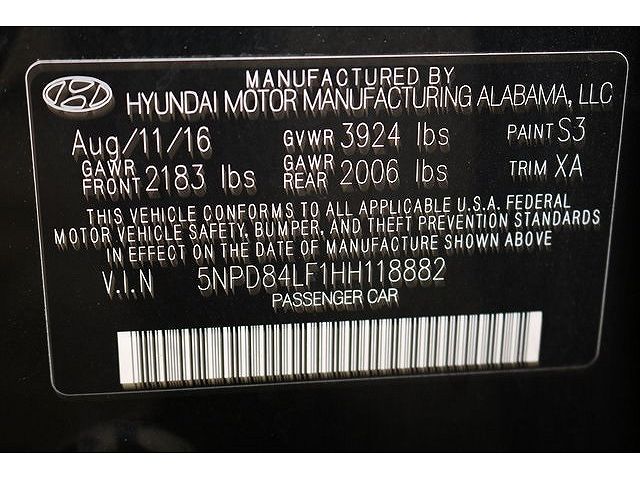 MANUFACTURED BY
HYUNDAI MOTOR MANUFACTURING ALABAMA, LLC
Aug/11/16 GVWR 3924 lbs PAINT S3
GAWR FRONT 2183 lbs GAWR REAR 2006 lbs TRIM XA
THIS VEHICLE CONFORMS TO ALL APPLICABLE U.S.A. FEDERAL
MOTOR VEHICLE SAFETY, BUMPER, AND THEFT PREVENTION STANDARDS
IN EFFECT ON THE DATE OF MANUFACTURE SHOWN ABOVE
V.I.N 5NPD84LF1HH118882
PASSENGER CAR